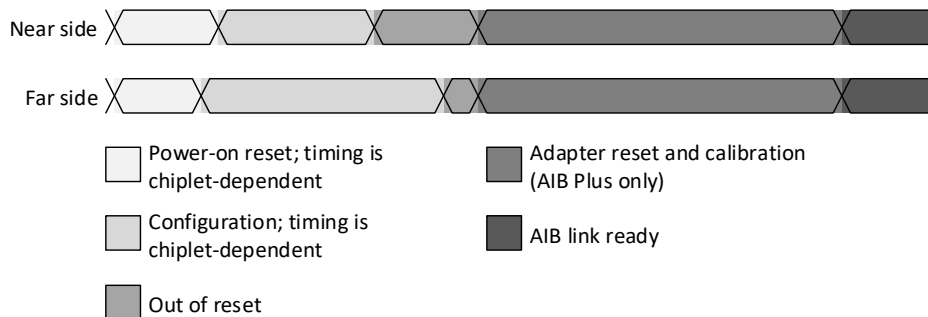 Near side
Far side
Power-on reset; timing is
chiplet-dependent
Configuration; timing is
chiplet-dependent
Out of reset
Adapter reset and calibration
(AIB Plus only)
AIB link ready